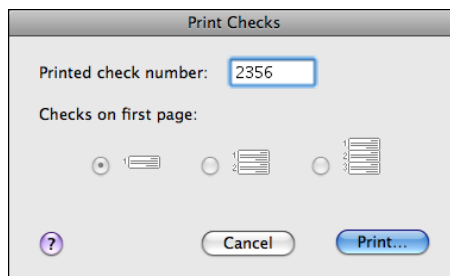 Print Checks
Printed check number: 2356
Checks on first page:
1 1 2 1 2 3
? Cancel Print...